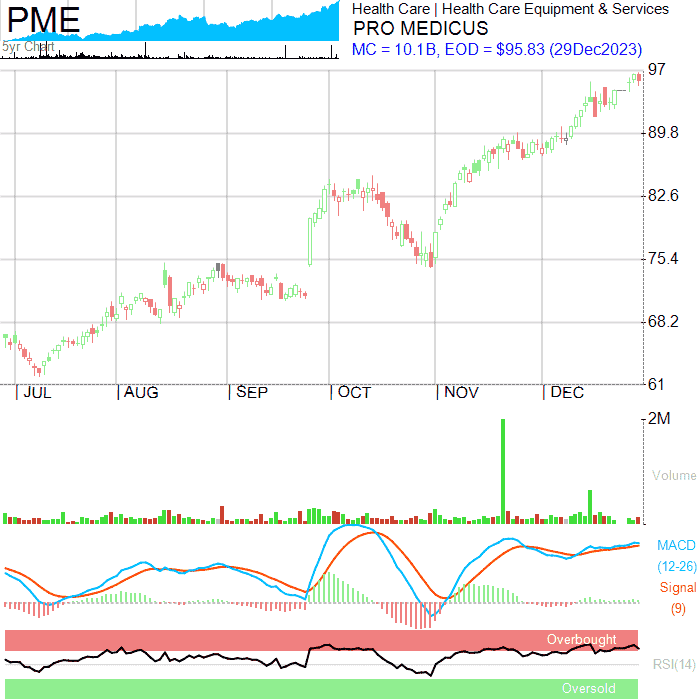 PME
5yr Chart
Health Care | Health Care Equipment & Services
PRO MEDICUS
MC = 10.1B, EOD = $95.83 (29Dec2023)
97
89.8
82.6
75.4
68.2
61
JUL AUG SEP OCT NOV DEC
2M
Volume
MACD
(12-26)
Signal
(9)
Overbought
RSI(14)
Oversold